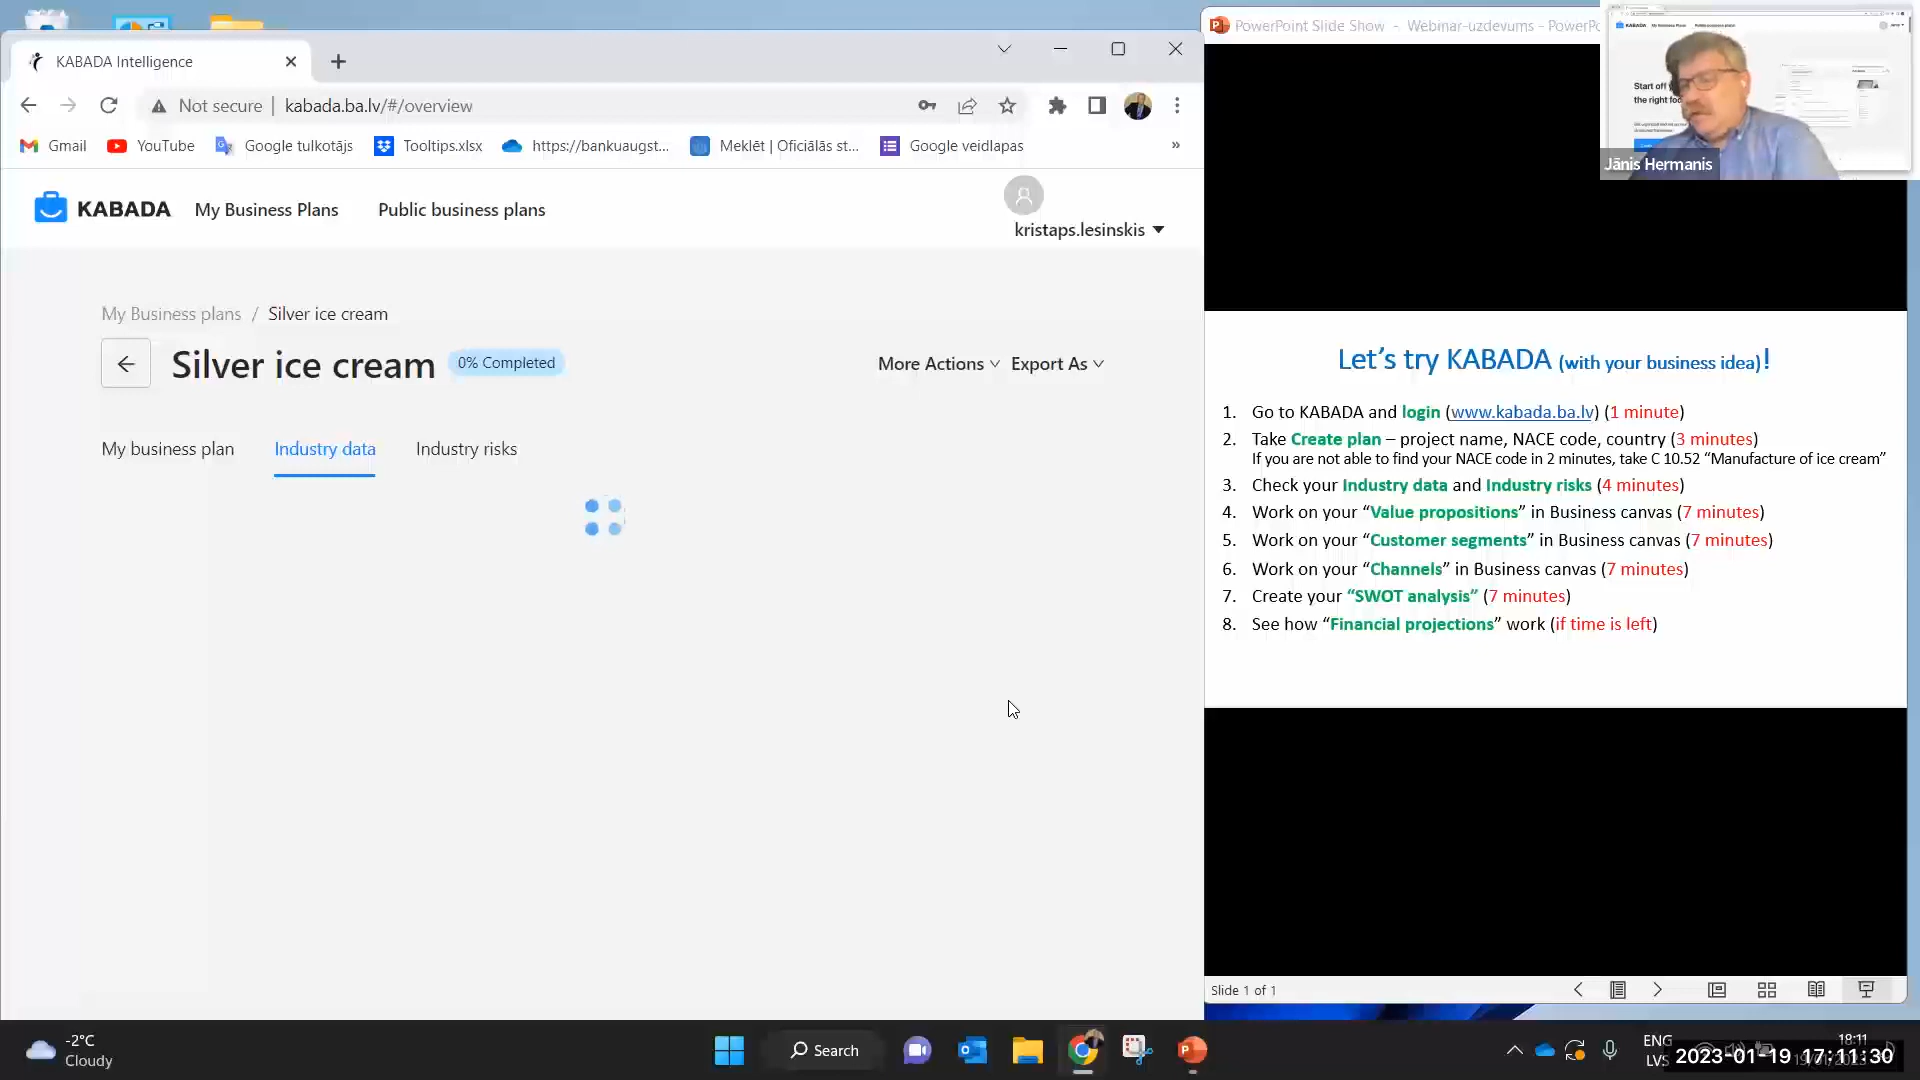 KABADA Intelligence
Not secure
kabada.ba.lv/#/overview
Gmail
YouTube
Google tulkotājs
Tooltips.xlsx
https://bankuaugst...
Meklēt | Oficiālās st...
Google veidlapas
»
KABADA
My Business Plans
Public business plans
kristaps.lesinskis
My Business plans / Silver ice cream
Silver ice cream
0% Completed
More Actions
Export As
My business plan
Industry data
Industry risks
PowerPoint Slide Show - Webinar-uzdevums - PowerPo
Start off
the right foo
Jānis Hermanis
Let's try KABADA (with your business idea)!
1. Go to KABADA and login (www.kabada.ba.lv) (1 minute)
2. Take Create plan – project name, NACE code, country (3 minutes)
If you are not able to find your NACE code in 2 minutes, take C 10.52 “Manufacture of ice cream”
3. Check your Industry data and Industry risks (4 minutes)
4. Work on your “Value propositions” in Business canvas (7 minutes)
5. Work on your “Customer segments” in Business canvas (7 minutes)
6. Work on your “Channels” in Business canvas (7 minutes)
7. Create your “SWOT analysis” (7 minutes)
8. See how “Financial projections” work (if time is left)
Slide 1 of 1
-2°C
Cloudy
Search
ENG
LVS
18:11
2023-01-19 17:11:30